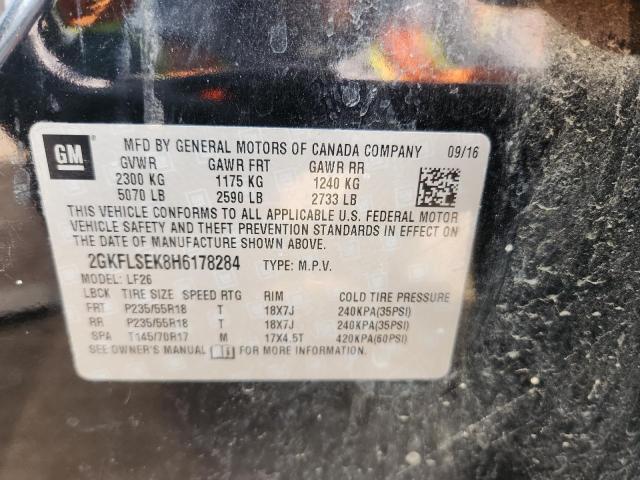 GM
MFD BY GENERAL MOTORS OF CANADA COMPANY 09/16
GVWR GAWR FRT GAWR RR
2300 KG 1175 KG 1240 KG
5070 LB 2590 LB 2733 LB
THIS VEHICLE CONFORMS TO ALL APPLICABLE U.S. FEDERAL MOTOR
VEHICLE SAFETY AND THEFT PREVENTION STANDARDS IN EFFECT ON
THE DATE OF MANUFACTURE SHOWN ABOVE.
2GKFLSEK8H6178284 TYPE: M.P.V.
MODEL: LF26
LBCK TIRE SIZE SPEED RTG RIM COLD TIRE PRESSURE
FRT P235/55R18 T 18X7J 240KPA(35PSI)
RR P235/55R18 T 18X7J 240KPA(35PSI)
SPA T145/70R17 M 17X4.5T 420KPA(60PSI)
SEE OWNER'S MANUAL FOR MORE INFORMATION.